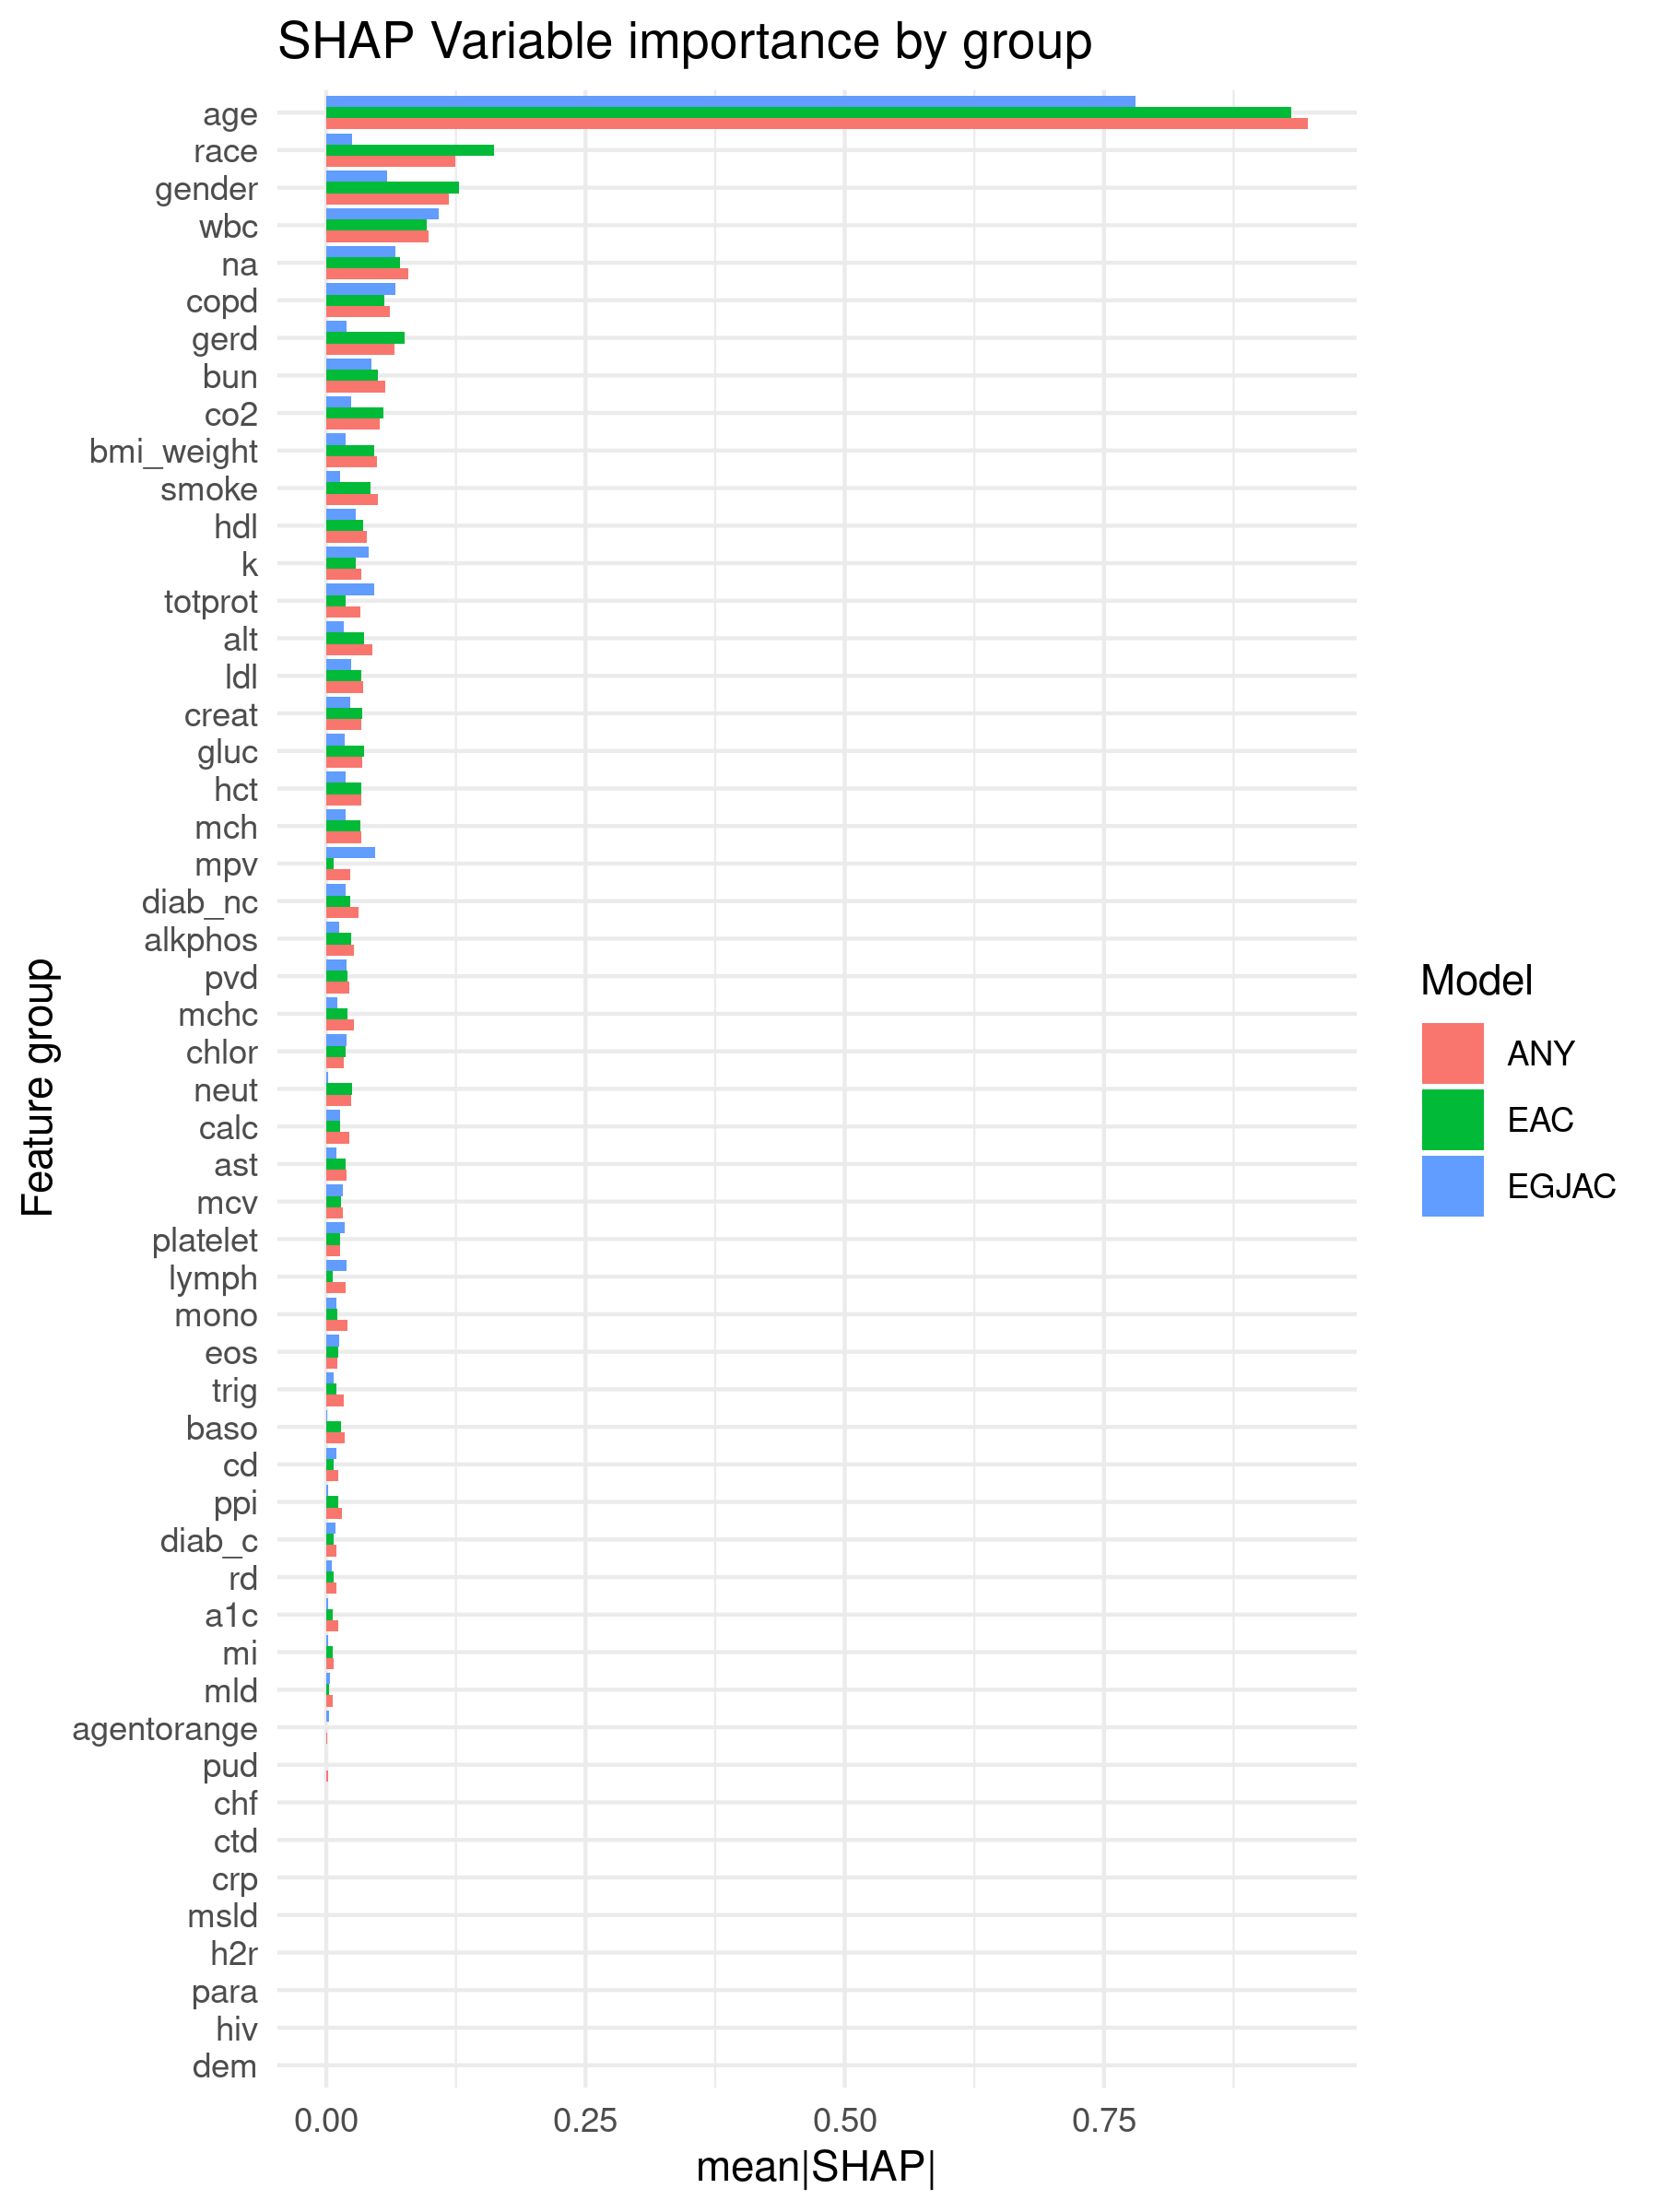 SHAP Variable importance by group
Feature group
age
race
gender
wbc
na
copd
gerd
bun
co2
bmi_weight
smoke
hdl
k
totprot
alt
ldl
creat
gluc
hct
mch
mpv
diab_nc
alkphos
pvd
mchc
chlor
neut
calc
ast
mcv
platelet
lymph
mono
eos
trig
baso
cd
ppi
diab_c
rd
a1c
mi
mld
agentorange
pud
chf
ctd
crp
msld
h2r
para
hiv
dem
0.00 0.25 0.50 0.75
mean|SHAP|
Model
ANY
EAC
EGJAC